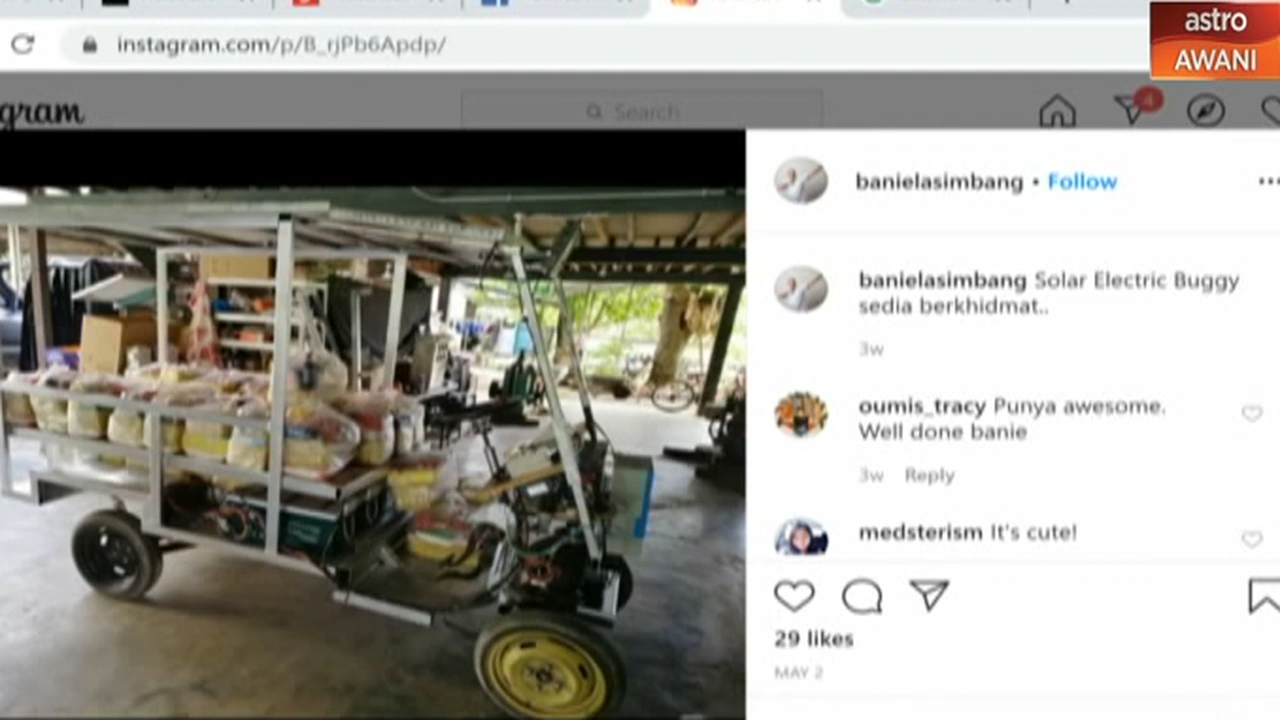 astro
AWANI
instagram.com/p/B_rjPb6Apdp/
gram
Search
4
banielasimbang • Follow
banielasimbang Solar Electric Buggy
sedia berkhidmat..
3w
oumis_tracy Punya awesome.
Well done banie
3w Reply
medsterism It's cute!
29 likes
MAY 2